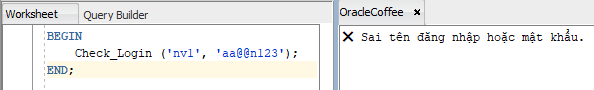 Worksheet Query Builder
BEGIN
Check_Login ('nv1', 'aa@@n123');
END;
OracleCoffee
Sai tên đăng nhập hoặc mật khẩu.